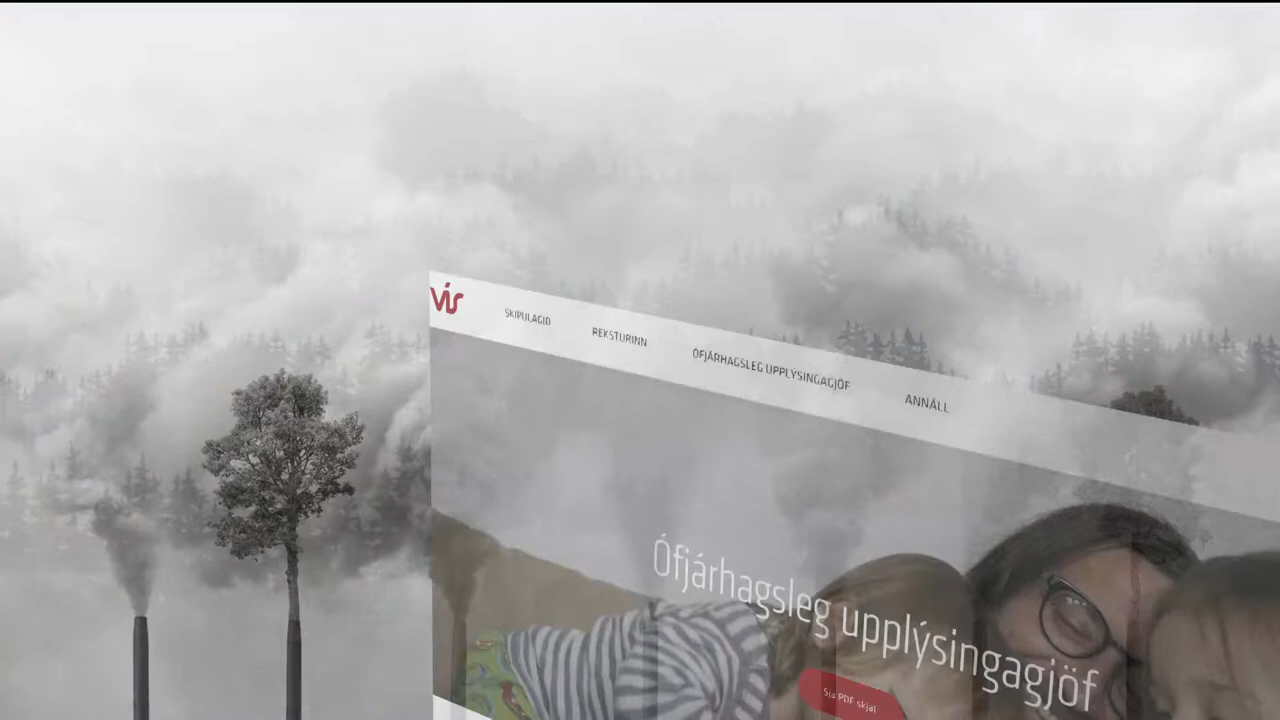 vís
SKIPULAGIÐ
REKSTURINN
ÓFJÁRHAGSLEG UPPLÝSINGAGJÖF
ANNÁLL
Ófjárhagsleg upplýsingagjöf
Sjá PDF skjal